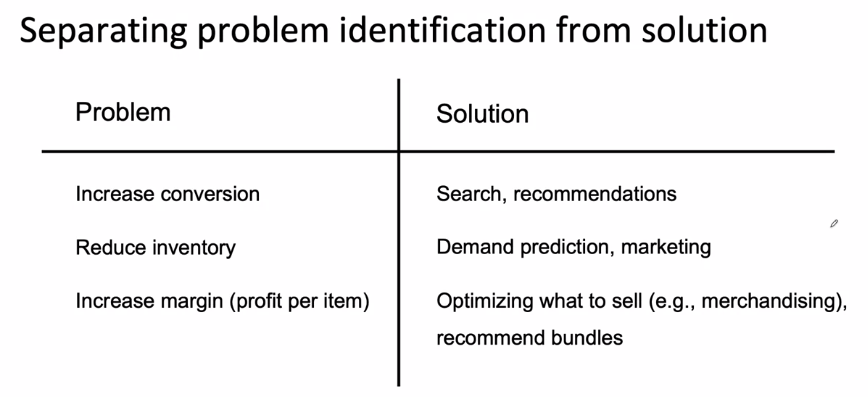 Separating problem identification from solution
Problem
Solution
Increase conversion
Search, recommendations
Reduce inventory
Demand prediction, marketing
Increase margin (profit per item)
Optimizing what to sell (e.g., merchandising),
recommend bundles